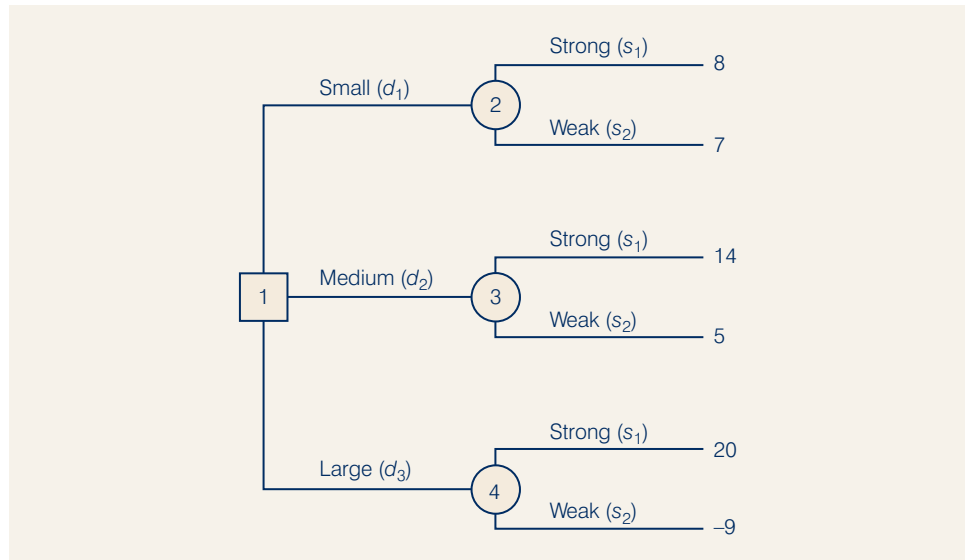 Strong (s1)
8
Small (d1)
2
Weak (s2)
7
Strong (s1)
14
Medium (d2)
1
3
Weak (s2)
5
Strong (s1)
20
Large (d3)
4
Weak (s2)
–9